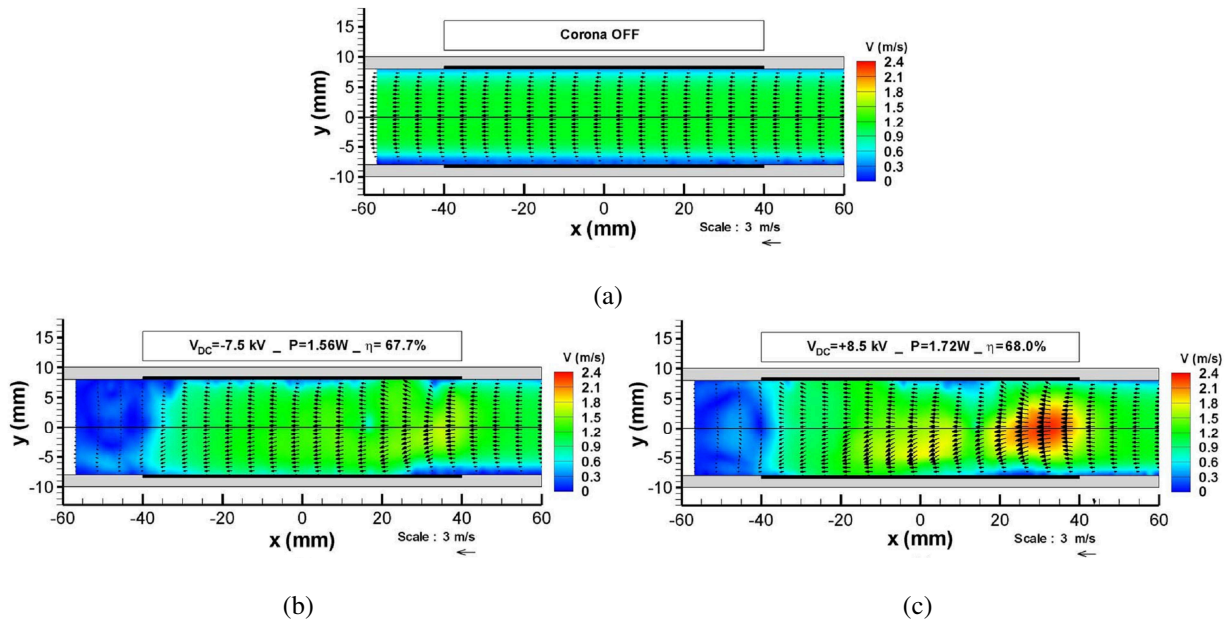 Corona OFF
V (m/s)
2.4
2.1
1.8
1.5
1.2
0.9
0.6
0.3
0
15
10
5
0
-5
-10
y (mm)
-60 -40 -20 0 20 40 60
x (mm)
Scale : 3 m/s
(a)
V_DC=-7.5 kV _ P=1.56W _ η= 67.7%
V (m/s)
2.4
2.1
1.8
1.5
1.2
0.9
0.6
0.3
0
15
10
5
0
-5
-10
y (mm)
-60 -40 -20 0 20 40 60
x (mm)
Scale : 3 m/s
(b)
V_DC=+8.5 kV _ P=1.72W _ η=68.0%
V (m/s)
2.4
2.1
1.8
1.5
1.2
0.9
0.6
0.3
0
15
10
5
0
-5
-10
y (mm)
-60 -40 -20 0 20 40 60
x (mm)
Scale : 3 m/s
(c)